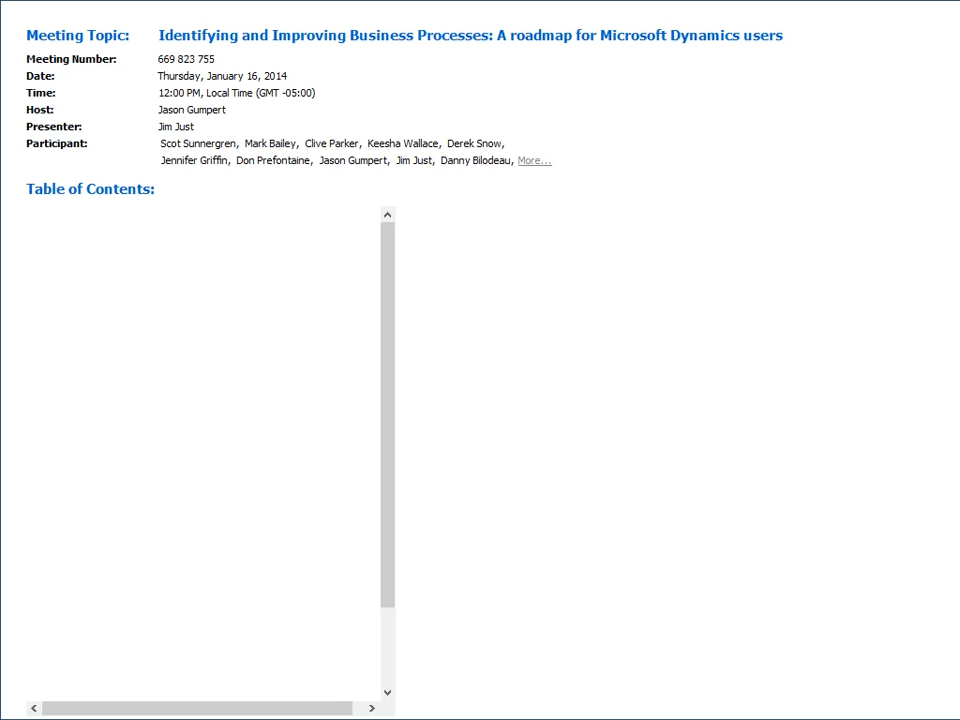 Meeting Topic: Identifying and Improving Business Processes: A roadmap for Microsoft Dynamics users
Meeting Number: 669 823 755
Date: Thursday, January 16, 2014
Time: 12:00 PM, Local Time (GMT -05:00)
Host: Jason Gumpert
Presenter: Jim Just
Participant: Scot Sunnergren, Mark Bailey, Clive Parker, Keesha Wallace, Derek Snow,
Jennifer Griffin, Don Prefontaine, Jason Gumpert, Jim Just, Danny Bilodeau, More...
Table of Contents: